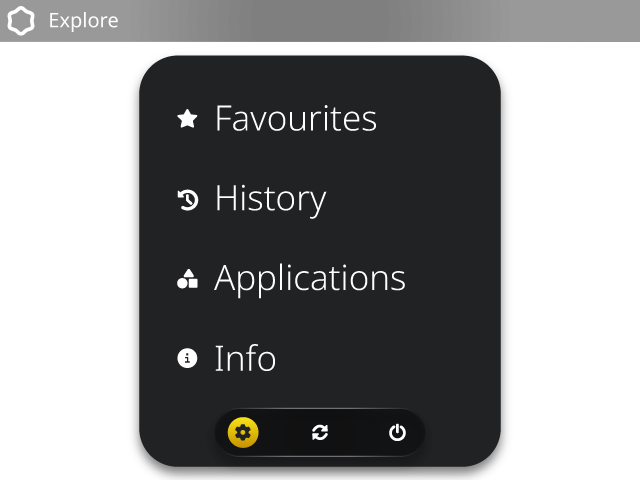 Explore
Favourites
History
Applications
Info